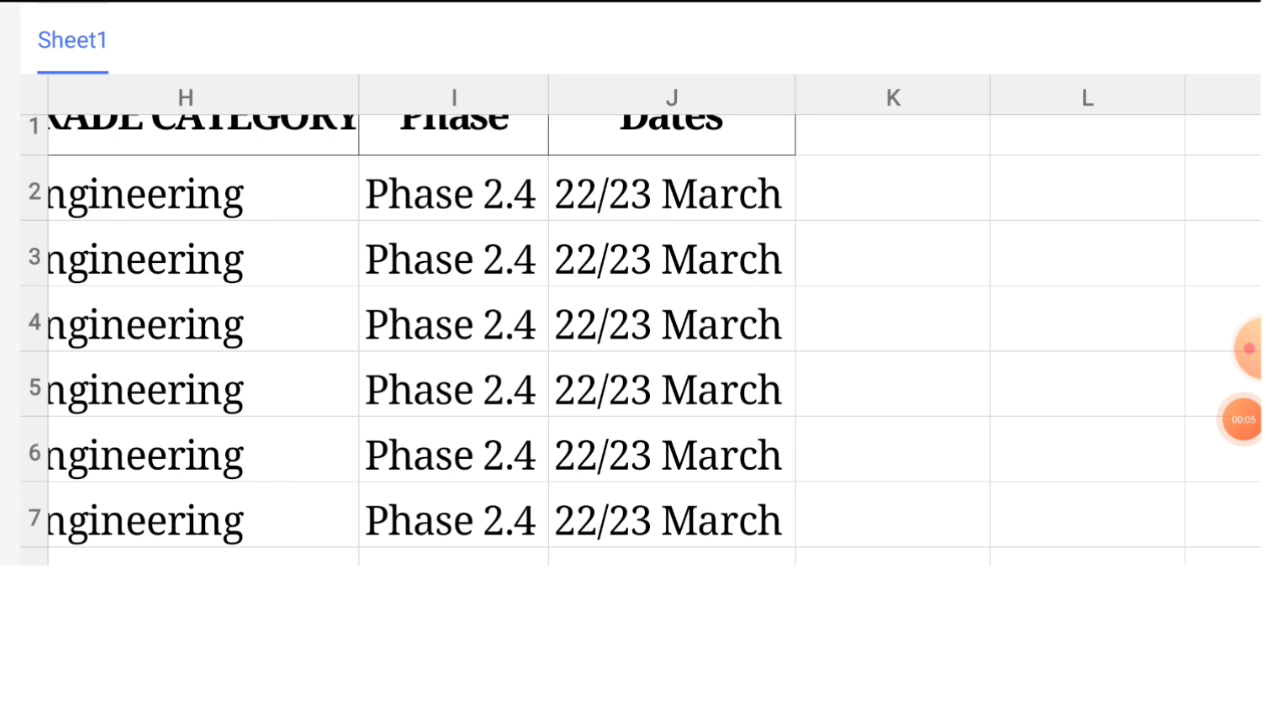 Sheet1
H I J K L
1 RADE CATEGORY Phase Dates
2 ngineering Phase 2.4 22/23 March
3 ngineering Phase 2.4 22/23 March
4 ngineering Phase 2.4 22/23 March
5 ngineering Phase 2.4 22/23 March
6 ngineering Phase 2.4 22/23 March
7 ngineering Phase 2.4 22/23 March
00:05